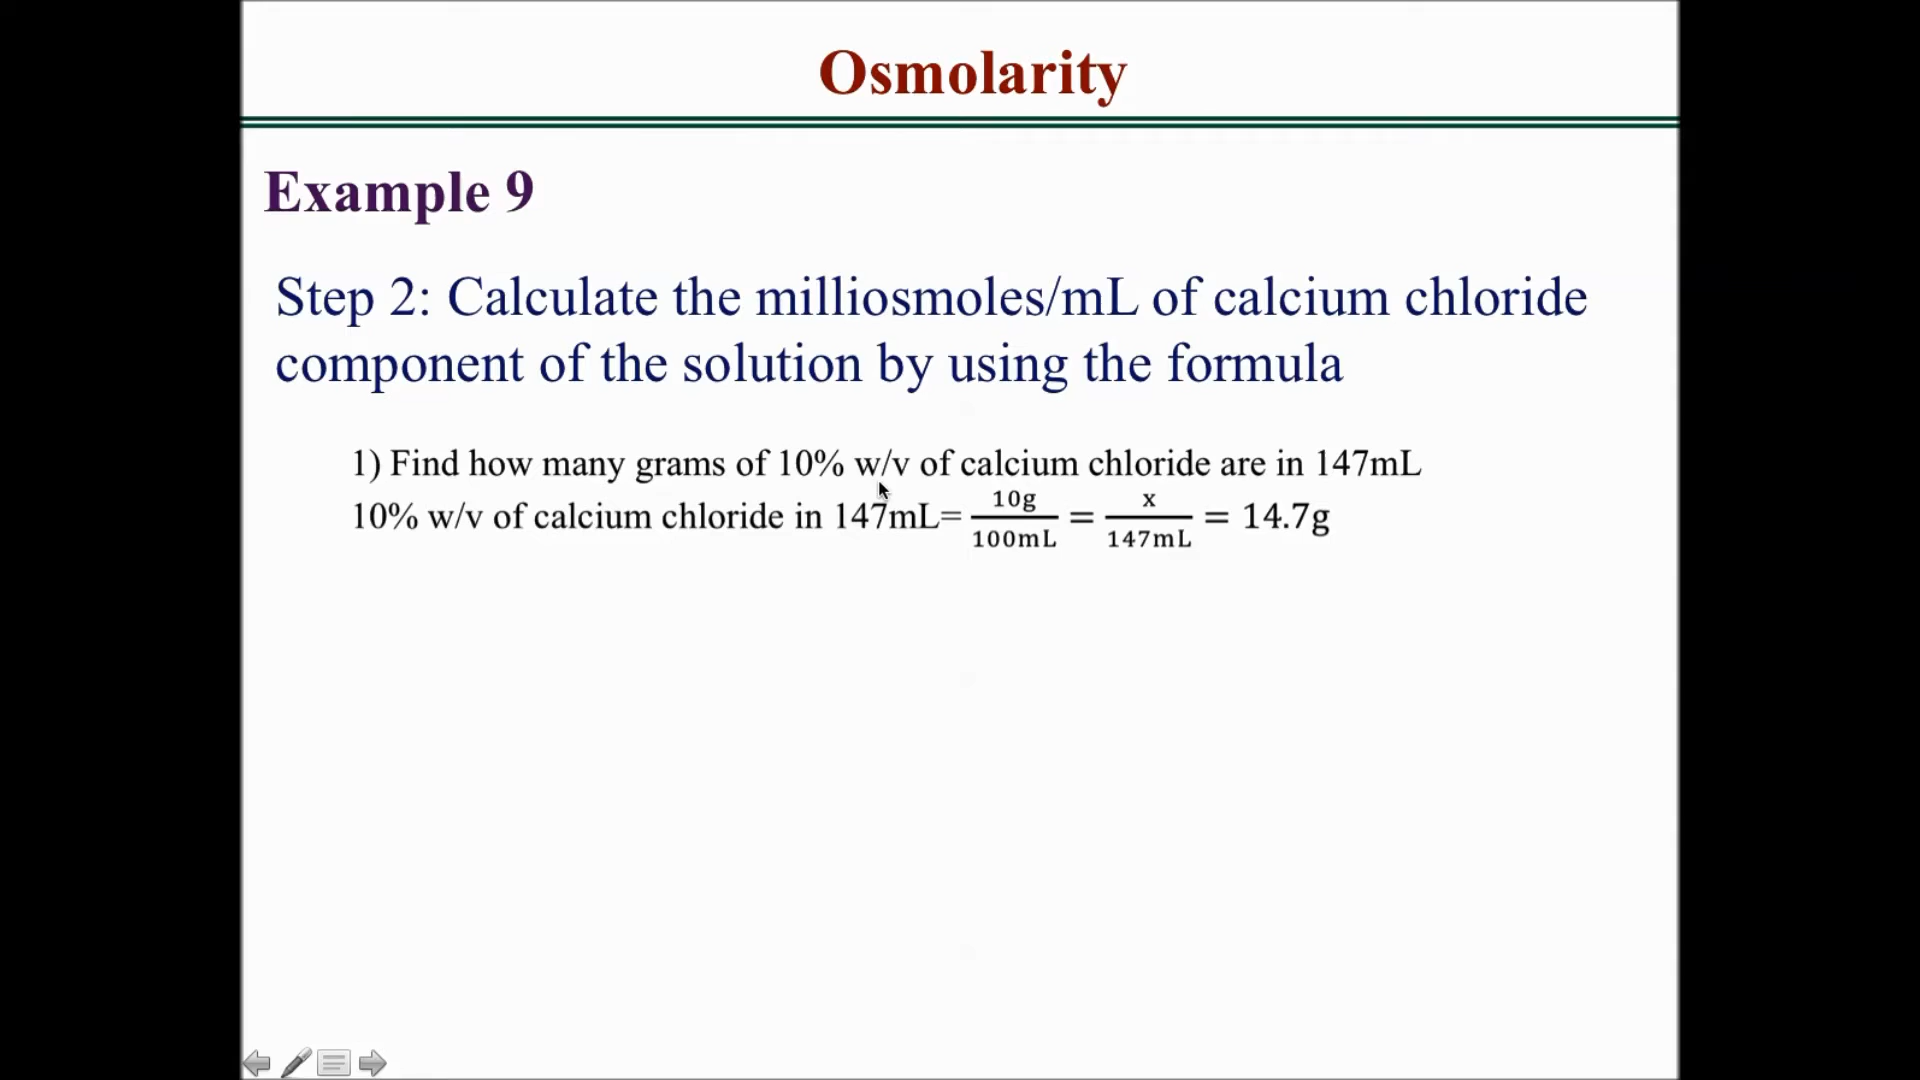 Osmolarity
Example 9
Step 2: Calculate the milliosmoles/mL of calcium chloride
component of the solution by using the formula
1) Find how many grams of 10% w/v of calcium chloride are in 147mL
10% w/v of calcium chloride in 147mL= 10g/100mL = x/147mL = 14.7g